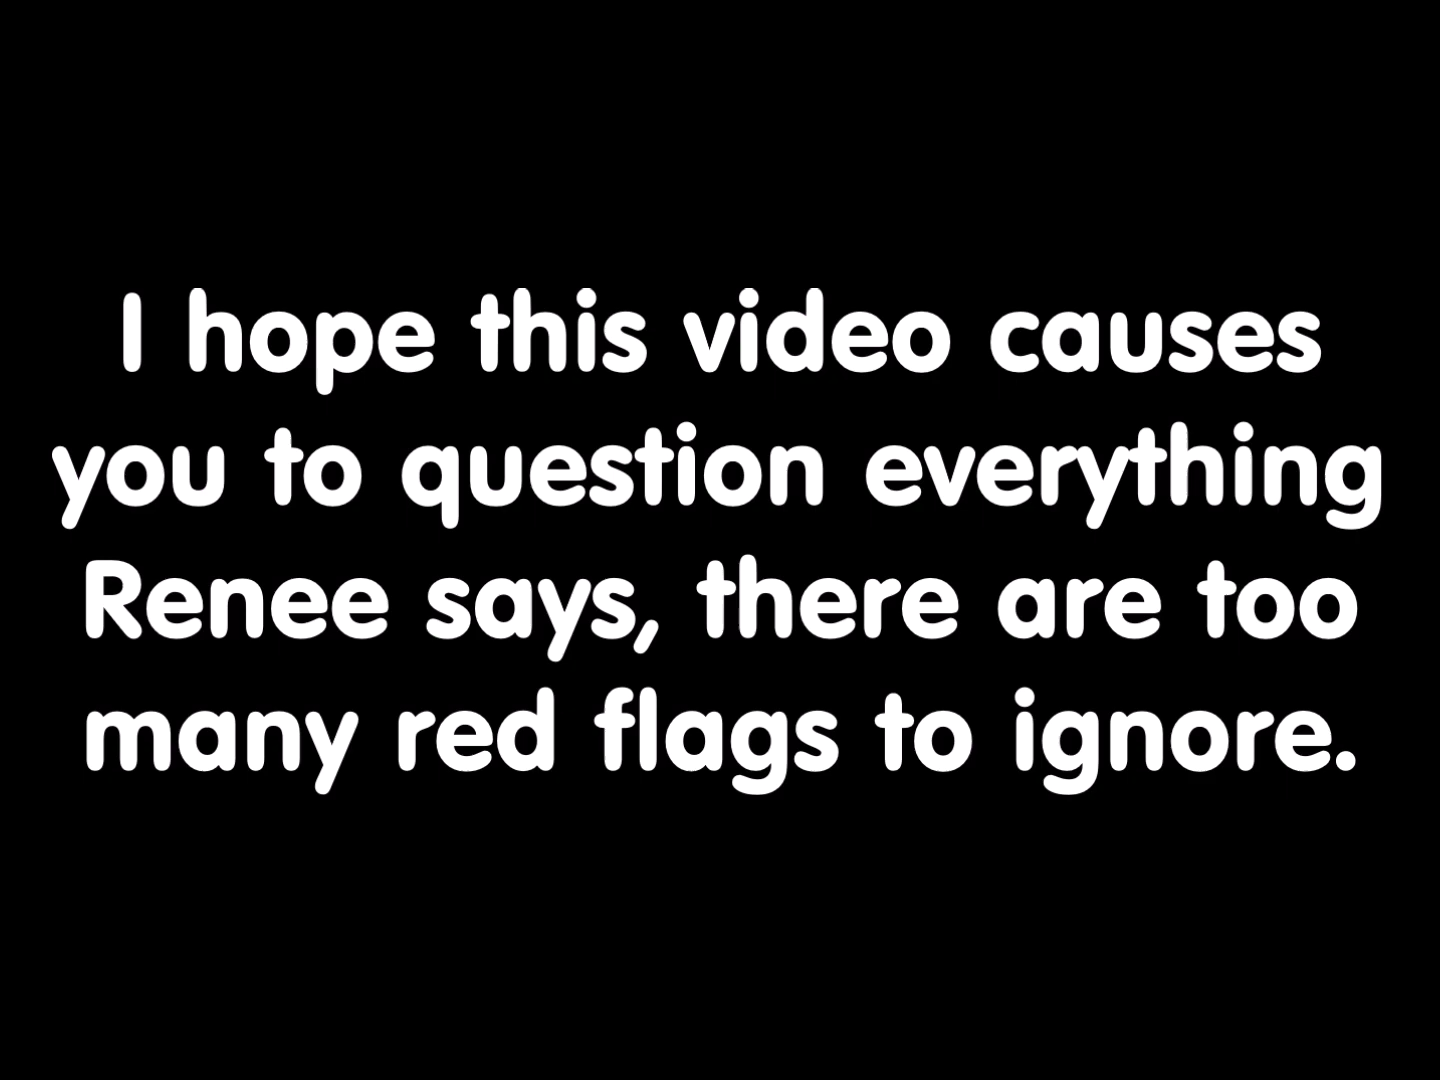 I hope this video causes
you to question everything
Renee says, there are too
many red flags to ignore.